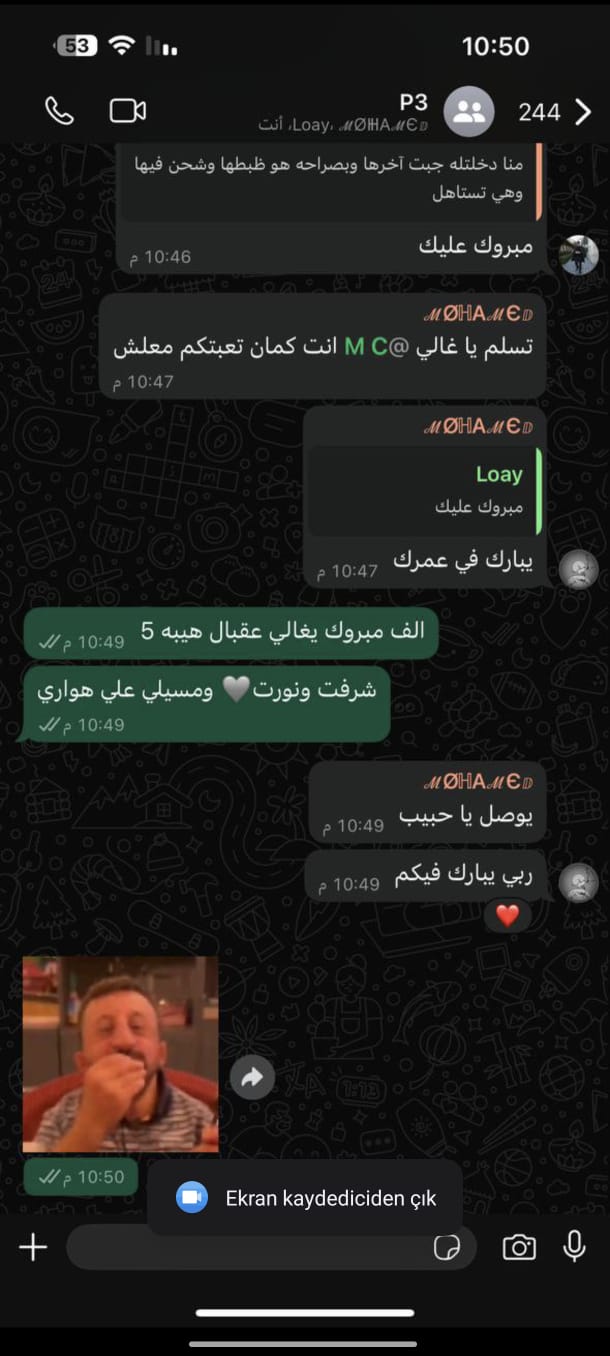 53
10:50
P3
Loay، ℳØℍAℳЄⅅ، أنت
244
منا دخلتله جبت آخرها وبصراحه هو ظبطها وشحن فيها
وهي تستاهل
مبروك عليك
10:46 م
ℳØℍAℳЄⅅ
تسلم يا غالي @M C انت كمان تعبتكم معلش
10:47 م
ℳØℍAℳЄⅅ
Loay
مبروك عليك
يبارك في عمرك
10:47 م
الف مبروك يغالي عقبال هيبه 5
10:49 م
شرفت ونورت🩶 ومسيلي علي هواري
10:49 م
ℳØℍAℳЄⅅ
يوصل يا حبيب
10:49 م
ربي يبارك فيكم
10:49 م
❤️
10:50 م
Ekran kaydediciden çık